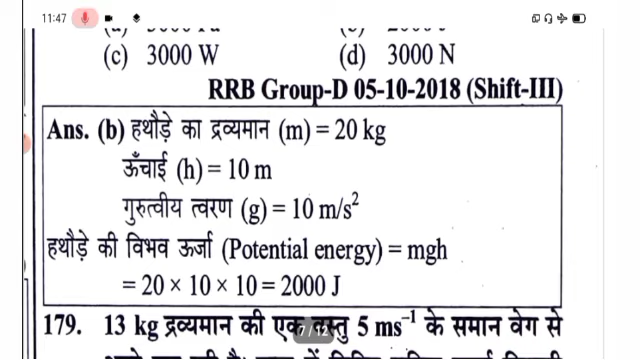 11:47
(c) 3000 W (d) 3000 N
RRB Group-D 05-10-2018 (Shift-III)
Ans. (b) हथौड़े का द्रव्यमान (m) = 20 kg
ऊँचाई (h) = 10 m
गुरुत्वीय त्वरण (g) = 10 m/s²
हथौड़े की विभव ऊर्जा (Potential energy) = mgh
= 20 × 10 × 10 = 2000 J
179. 13 kg द्रव्यमान की एक वस्तु 5 ms⁻¹ के समान वेग से
7 / 12